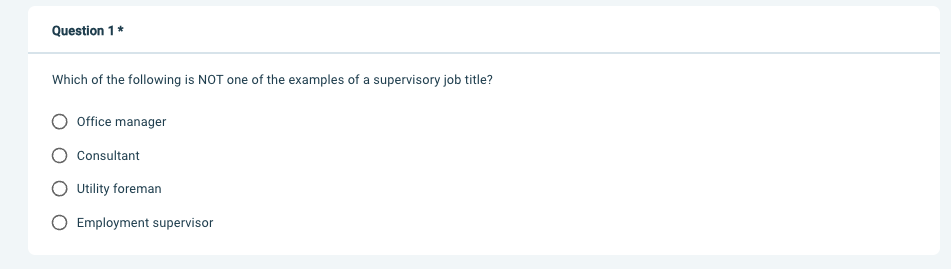 Question 1 *
Which of the following is NOT one of the examples of a supervisory job title?
Office manager
Consultant
Utility foreman
Employment supervisor